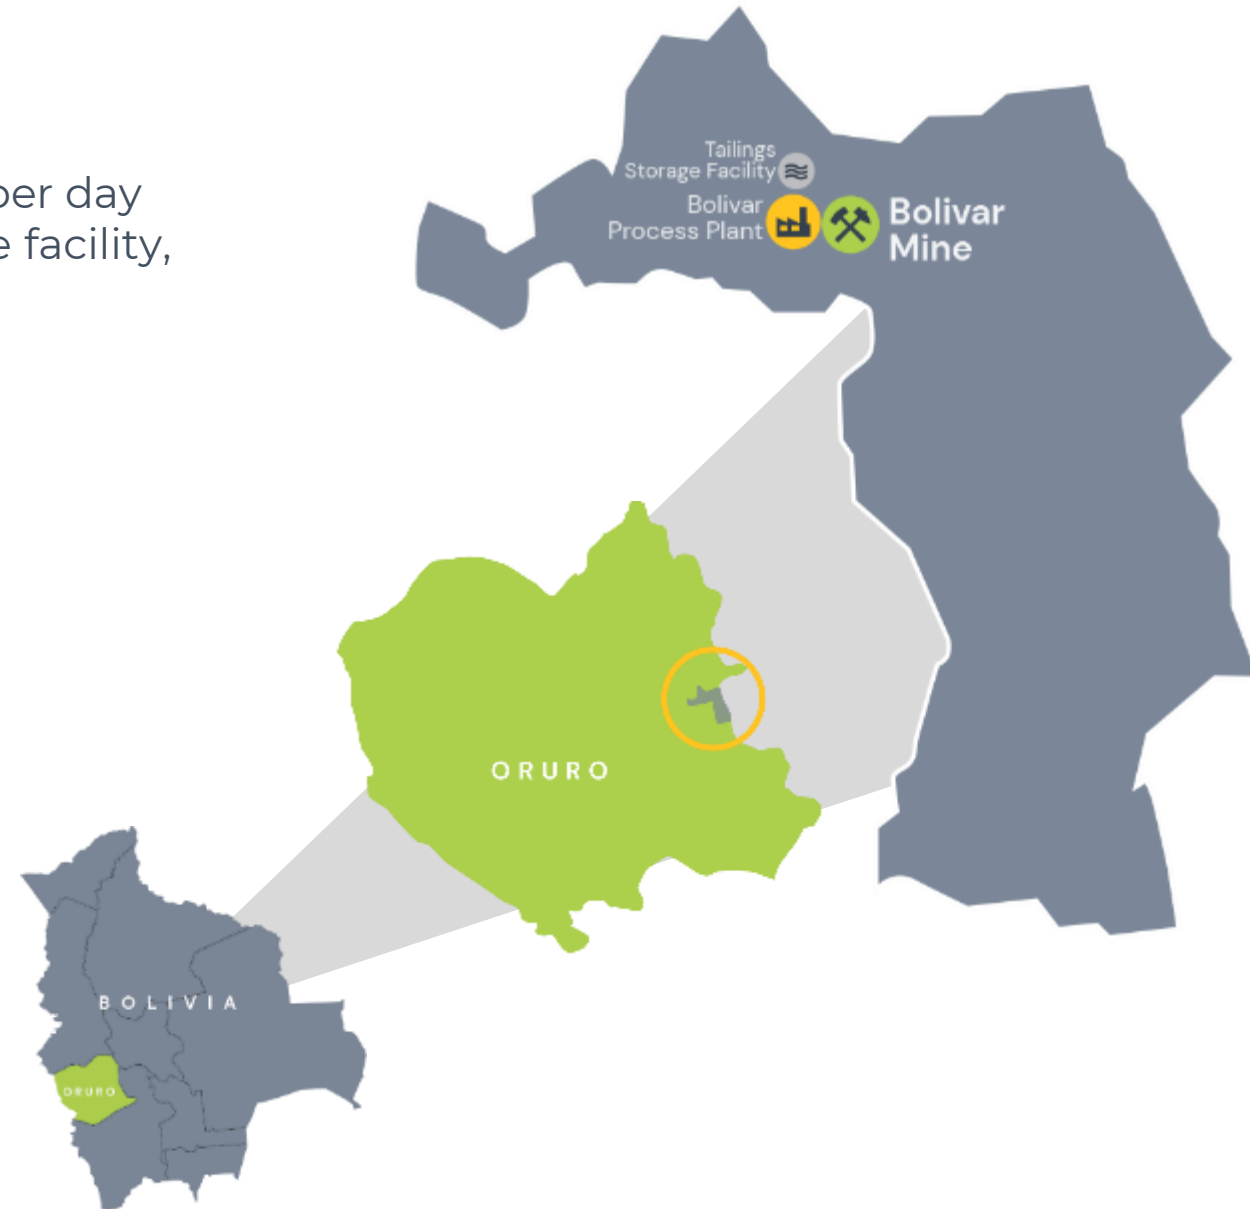 per day
e facility,
Tailings
Storage Facility
Bolivar
Process Plant
Bolivar
Mine
ORURO
BOLIVIA
ORURO